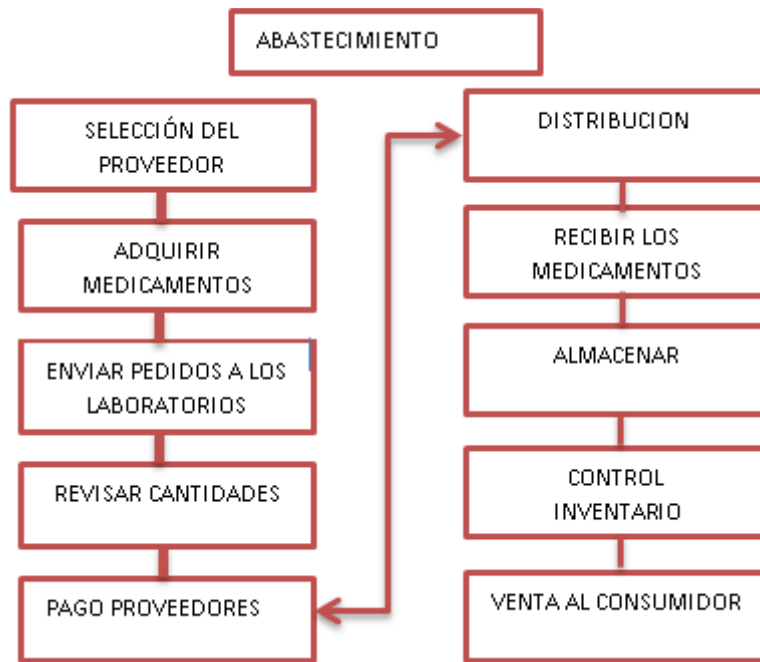 ABASTECIMIENTO
SELECCIÓN DEL
PROVEEDOR
ADQUIRIR
MEDICAMENTOS
ENVIAR PEDIDOS A LOS
LABORATORIOS
REVISAR CANTIDADES
PAGO PROVEEDORES
DISTRIBUCION
RECIBIR LOS
MEDICAMENTOS
ALMACENAR
CONTROL
INVENTARIO
VENTA AL CONSUMIDOR